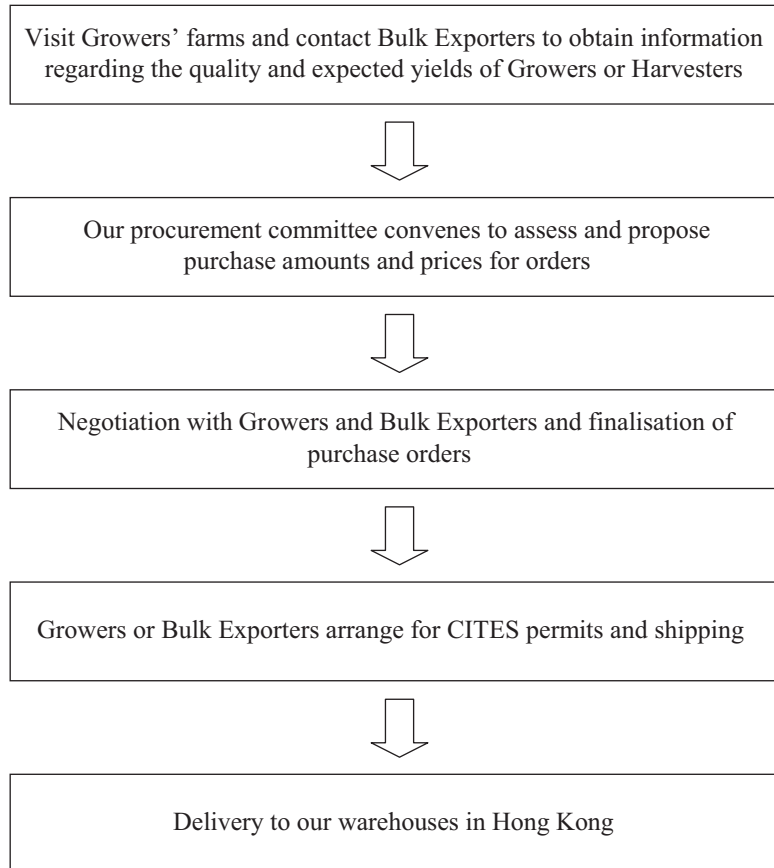 Visit Growers’ farms and contact Bulk Exporters to obtain information
regarding the quality and expected yields of Growers or Harvesters
Our procurement committee convenes to assess and propose
purchase amounts and prices for orders
Negotiation with Growers and Bulk Exporters and finalisation of
purchase orders
Growers or Bulk Exporters arrange for CITES permits and shipping
Delivery to our warehouses in Hong Kong